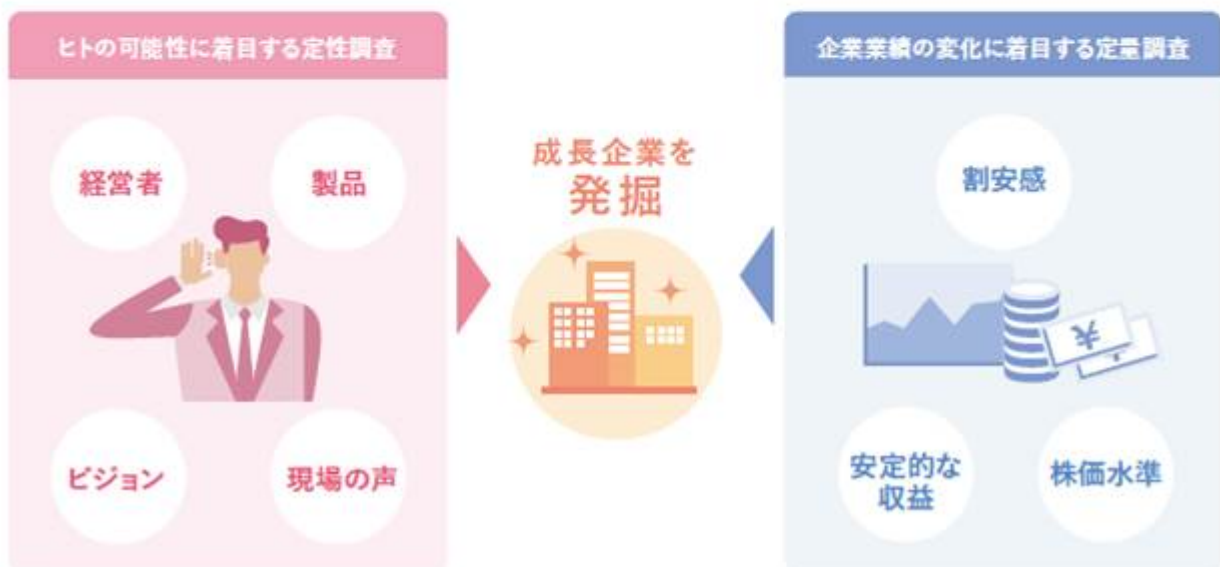 ヒトの可能性に着目する定性調査
経営者
製品
ビジョン
現場の声
成長企業を
発掘
企業業績の変化に着目する定量調査
割安感
安定的な
収益
株価水準